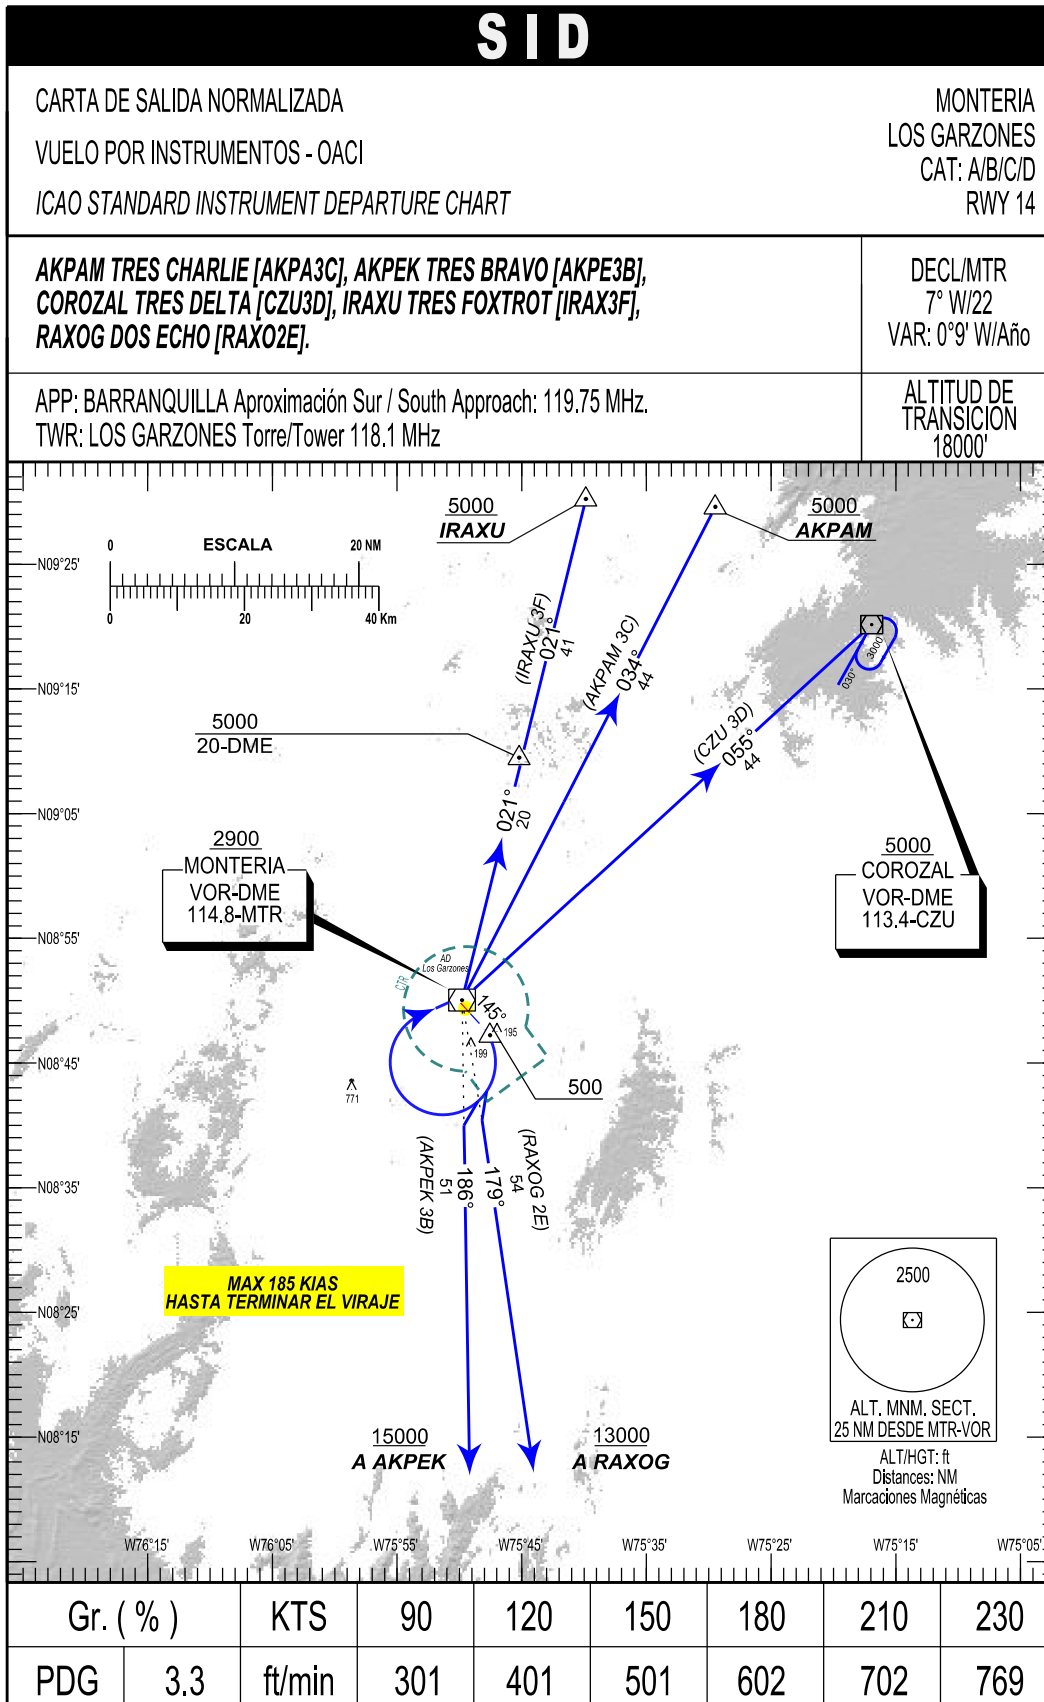 SID
CARTA DE SALIDA NORMALIZADA
VUELO POR INSTRUMENTOS - OACI
ICAO STANDARD INSTRUMENT DEPARTURE CHART
MONTERIA
LOS GARZONES
CAT: A/B/C/D
RWY 14
AKPAM TRES CHARLIE [AKPA3C], AKPEK TRES BRAVO [AKPE3B],
COROZAL TRES DELTA [CZU3D], IRAXU TRES FOXTROT [IRAX3F],
RAXOG DOS ECHO [RAXO2E].
DECL/MTR
7° W/22
VAR: 0°9' W/Año
APP: BARRANQUILLA Aproximación Sur / South Approach: 119.75 MHz.
TWR: LOS GARZONES Torre/Tower 118.1 MHz
ALTITUD DE
TRANSICION
18000'
5000
IRAXU
5000
AKPAM
0 ESCALA 20 NM
0 20 40 Km
N09°25'
N09°15'
N09°05'
N08°55'
N08°45'
N08°35'
N08°25'
N08°15'
(IRAXU 3F)
021°
41
(AKPAM 3C)
034°
44
(CZU 3D)
055°
44
3000
030°
5000
20-DME
021°
20
2900
MONTERIA
VOR-DME
114.8-MTR
5000
COROZAL
VOR-DME
113.4-CZU
AD
Los Garzones
CTR
145°
195
199
500
771
(AKPEK 3B)
51
186°
179°
54
(RAXOG 2E)
MAX 185 KIAS
HASTA TERMINAR EL VIRAJE
2500
ALT. MNM. SECT.
25 NM DESDE MTR-VOR
ALT/HGT: ft
Distances: NM
Marcaciones Magnéticas
15000
A AKPEK
13000
A RAXOG
W76°15' W76°05' W75°55' W75°45' W75°35' W75°25' W75°15' W75°05'
Gr. ( % ) KTS 90 120 150 180 210 230
PDG 3.3 ft/min 301 401 501 602 702 769